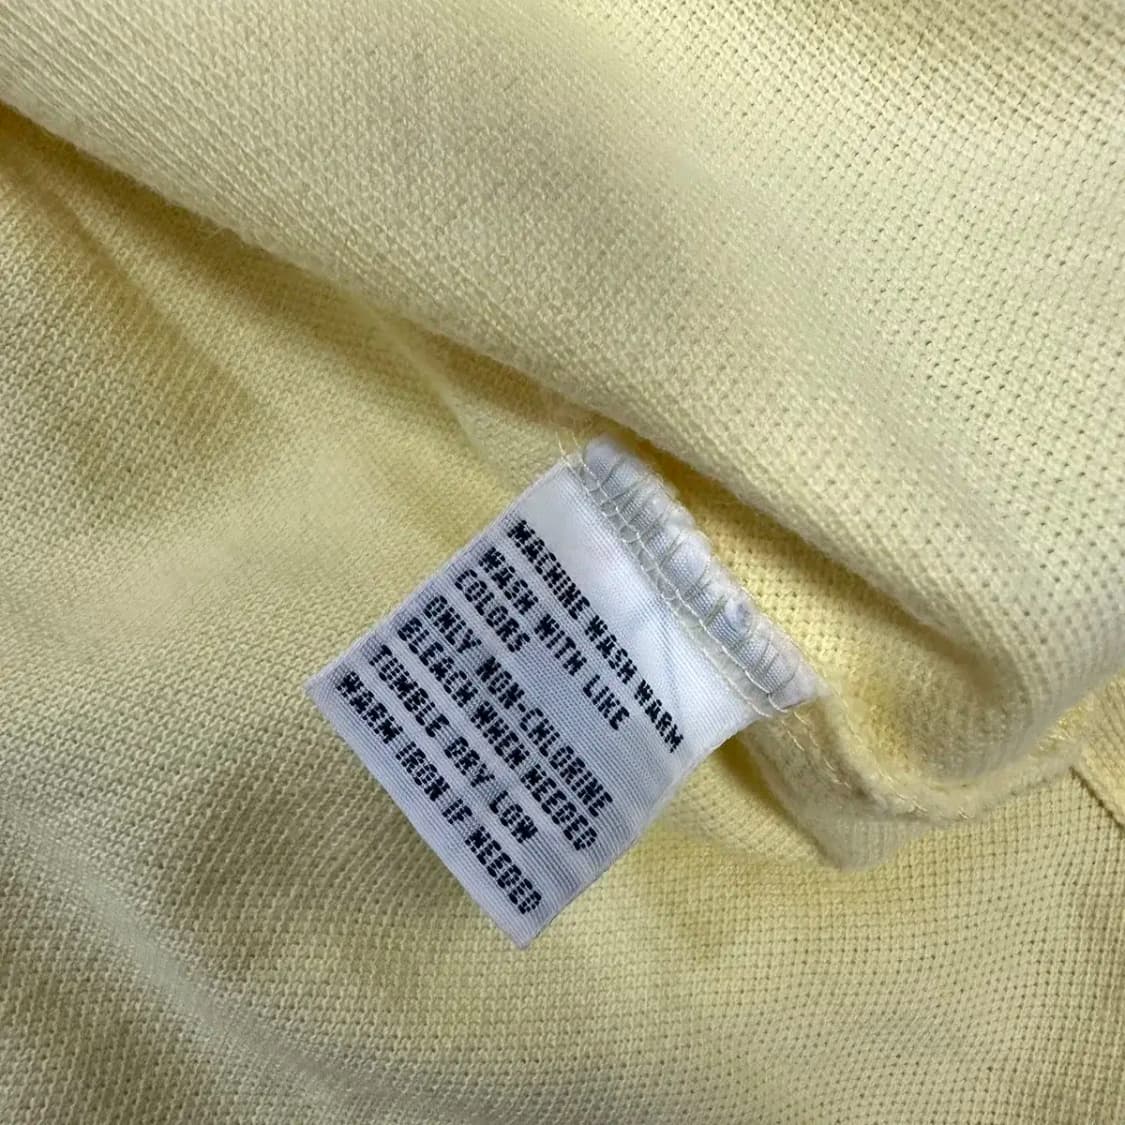 MACHINE WASH WARM
WASH WITH LIKE
COLORS
ONLY NON-CHLORINE
BLEACH WHEN NEEDED
TUMBLE DRY LOW
WARM IRON IF NEEDED